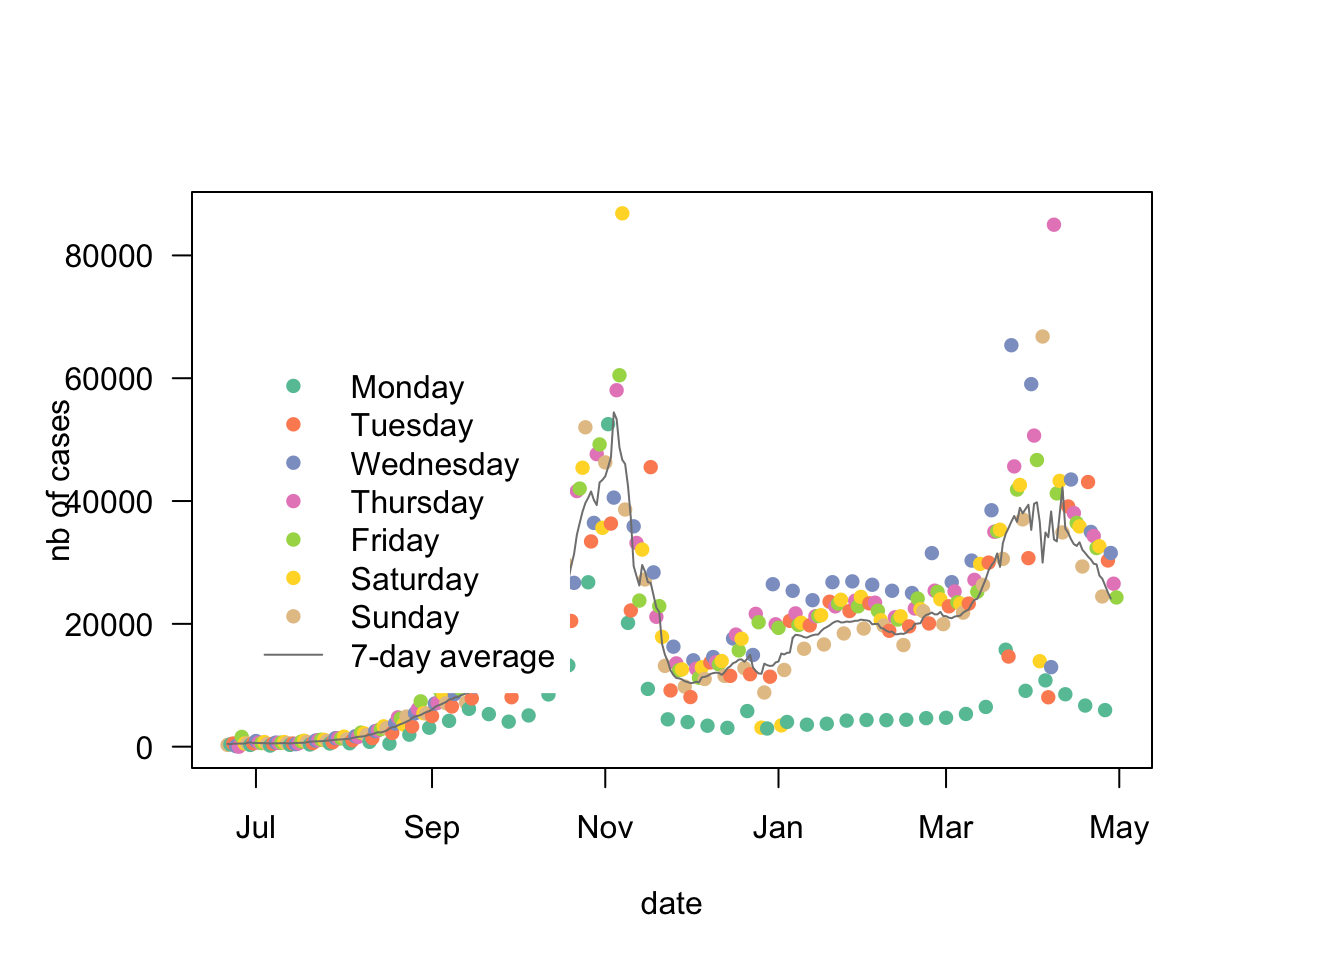 80000
60000
40000
20000
0
nb of cases
Monday
Tuesday
Wednesday
Thursday
Friday
Saturday
Sunday
7-day average
Jul Sep Nov Jan Mar May
date